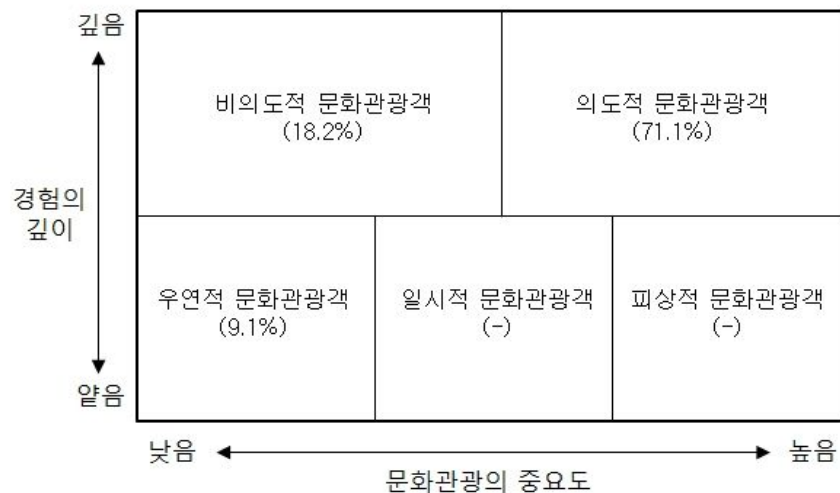 깊음
비의도적 문화관광객
(18.2%)
의도적 문화관광객
(71.1%)
경험의
깊이
우연적 문화관광객
(9.1%)
일시적 문화관광객
(-)
피상적 문화관광객
(-)
얕음
낮음
높음
문화관광의 중요도